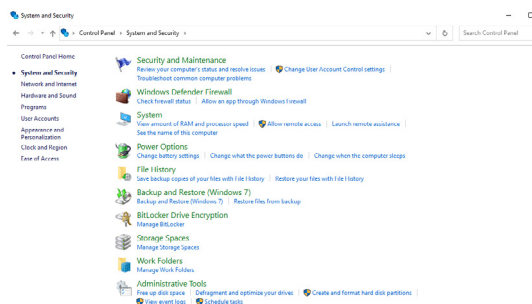 System and Security
Control Panel > System and Security
Search Control Panel
Control Panel Home
System and Security
Network and Internet
Hardware and Sound
Programs
User Accounts
Appearance and
Personalization
Clock and Region
Ease of Access
Security and Maintenance
Review your computer's status and resolve issues | Change User Account Control settings
Troubleshoot common computer problems
Windows Defender Firewall
Check firewall status | Allow an app through Windows Firewall
System
View amount of RAM and processor speed | Allow remote access | Launch remote assistance
See the name of this computer
Power Options
Change battery settings | Change what the power buttons do | Change when the computer sleeps
File History
Save backup copies of your files with File History | Restore your files with File History
Backup and Restore (Windows 7)
Backup and Restore (Windows 7) | Restore files from backup
BitLocker Drive Encryption
Manage BitLocker
Storage Spaces
Manage Storage Spaces
Work Folders
Manage Work Folders
Administrative Tools
Free up disk space | Defragment and optimize your drives | Create and format hard disk partitions
View event logs | Schedule tasks